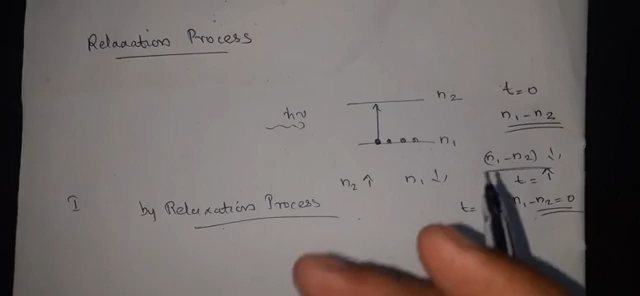 Relaxation Process
n₂
t=0
hν
n₁-n₂
n₁
(n₁-n₂) ↓
n₂ ↑ n₁ ↓ t= ↑
I by Relaxation Process
t= n₁-n₂=0